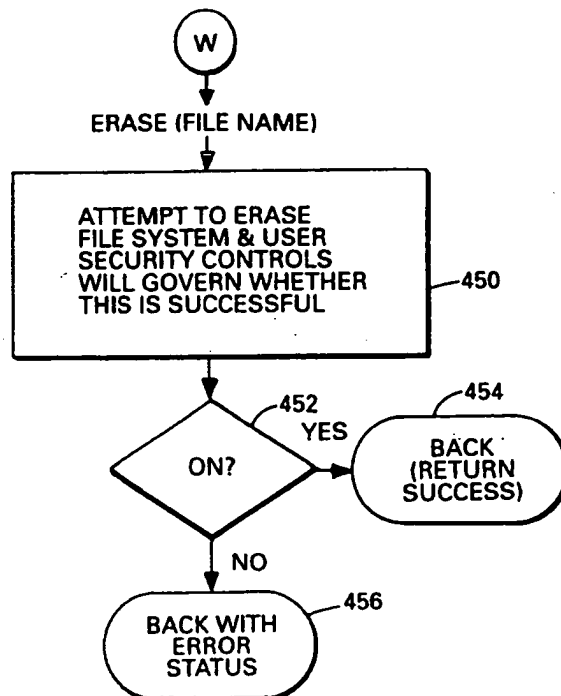 W
ERASE (FILE NAME)
ATTEMPT TO ERASE
FILE SYSTEM & USER
SECURITY CONTROLS
WILL GOVERN WHETHER
THIS IS SUCCESSFUL
450
452
ON?
YES
454
BACK
(RETURN
SUCCESS)
NO
456
BACK WITH
ERROR
STATUS